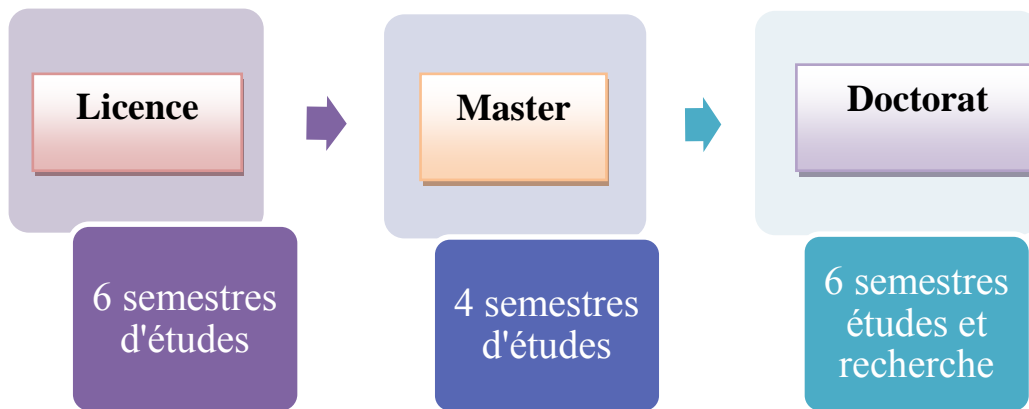 Licence
6 semestres
d'études
Master
4 semestres
d'études
Doctorat
6 semestres
études et
recherche